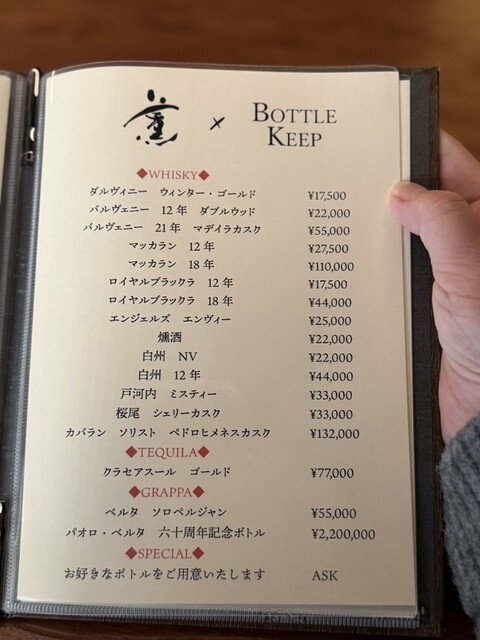 薫 × BOTTLE KEEP
◆WHISKY◆
ダルヴィニー ウィンター・ゴールド ¥17,500
バルヴェニー 12年 ダブルウッド ¥22,000
バルヴェニー 21年 マデイラカスク ¥55,000
マッカラン 12年 ¥27,500
マッカラン 18年 ¥110,000
ロイヤルブラックラ 12年 ¥17,500
ロイヤルブラックラ 18年 ¥44,000
エンジェルズ エンヴィー ¥25,000
燻酒 ¥22,000
白州 NV ¥22,000
白州 12年 ¥44,000
戸河内 ミスティー ¥33,000
桜尾 シェリーカスク ¥33,000
カバラン ソリスト ペドロヒメネスカスク ¥132,000
◆TEQUILA◆
クラセアスール ゴールド ¥77,000
◆GRAPPA◆
ベルタ ソロペルジャン ¥55,000
パオロ・ベルタ 六十周年記念ボトル ¥2,200,000
◆SPECIAL◆
お好きなボトルをご用意いたします ASK